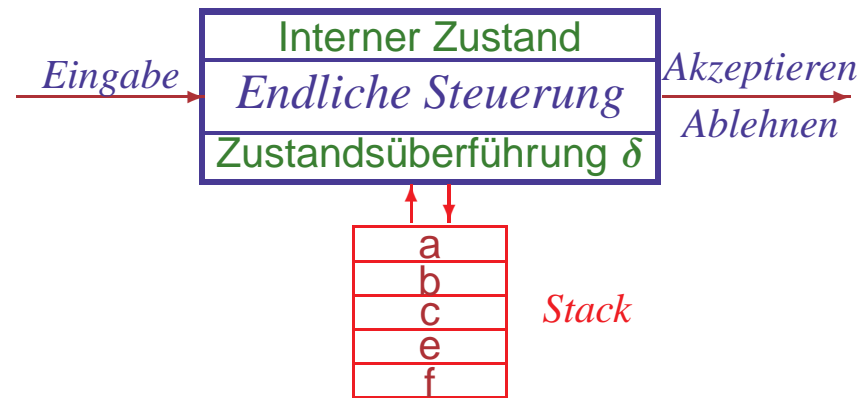 Interner Zustand
Eingabe
Endliche Steuerung
Akzeptieren
Ablehnen
Zustandsüberführung δ
a
b
c
e
f
Stack